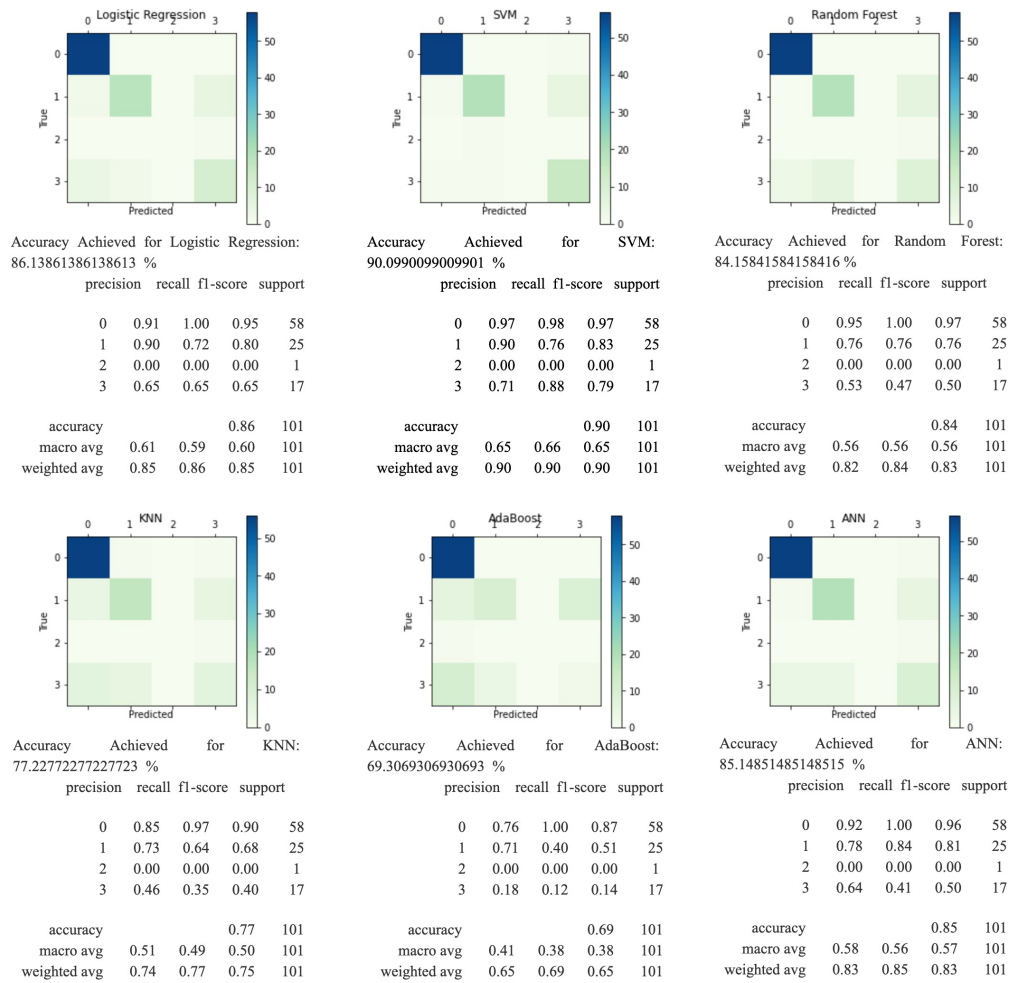 Logistic Regression
0 1 2 3
0
1
2
3
True
Predicted
50
40
30
20
10
0
Accuracy Achieved for Logistic Regression:
86.13861386138613 %
precision recall f1-score support
0 0.91 1.00 0.95 58
1 0.90 0.72 0.80 25
2 0.00 0.00 0.00 1
3 0.65 0.65 0.65 17
accuracy 0.86 101
macro avg 0.61 0.59 0.60 101
weighted avg 0.85 0.86 0.85 101
SVM
0 1 2 3
0
1
2
3
True
Predicted
50
40
30
20
10
0
Accuracy Achieved for SVM:
90.0990099009901 %
precision recall f1-score support
0 0.97 0.98 0.97 58
1 0.90 0.76 0.83 25
2 0.00 0.00 0.00 1
3 0.71 0.88 0.79 17
accuracy 0.90 101
macro avg 0.65 0.66 0.65 101
weighted avg 0.90 0.90 0.90 101
Random Forest
0 1 2 3
0
1
2
3
True
Predicted
50
40
30
20
10
0
Accuracy Achieved for Random Forest:
84.15841584158416 %
precision recall f1-score support
0 0.95 1.00 0.97 58
1 0.76 0.76 0.76 25
2 0.00 0.00 0.00 1
3 0.53 0.47 0.50 17
accuracy 0.84 101
macro avg 0.56 0.56 0.56 101
weighted avg 0.82 0.84 0.83 101
KNN
0 1 2 3
0
1
2
3
True
Predicted
50
40
30
20
10
0
Accuracy Achieved for KNN:
77.22772277227723 %
precision recall f1-score support
0 0.85 0.97 0.90 58
1 0.73 0.64 0.68 25
2 0.00 0.00 0.00 1
3 0.46 0.35 0.40 17
accuracy 0.77 101
macro avg 0.51 0.49 0.50 101
weighted avg 0.74 0.77 0.75 101
AdaBoost
0 1 2 3
0
1
2
3
True
Predicted
50
40
30
20
10
0
Accuracy Achieved for AdaBoost:
69.3069306930693 %
precision recall f1-score support
0 0.76 1.00 0.87 58
1 0.71 0.40 0.51 25
2 0.00 0.00 0.00 1
3 0.18 0.12 0.14 17
accuracy 0.69 101
macro avg 0.41 0.38 0.38 101
weighted avg 0.65 0.69 0.65 101
ANN
0 1 2 3
0
1
2
3
True
Predicted
50
40
30
20
10
0
Accuracy Achieved for ANN:
85.14851485148515 %
precision recall f1-score support
0 0.92 1.00 0.96 58
1 0.78 0.84 0.81 25
2 0.00 0.00 0.00 1
3 0.64 0.41 0.50 17
accuracy 0.85 101
macro avg 0.58 0.56 0.57 101
weighted avg 0.83 0.85 0.83 101